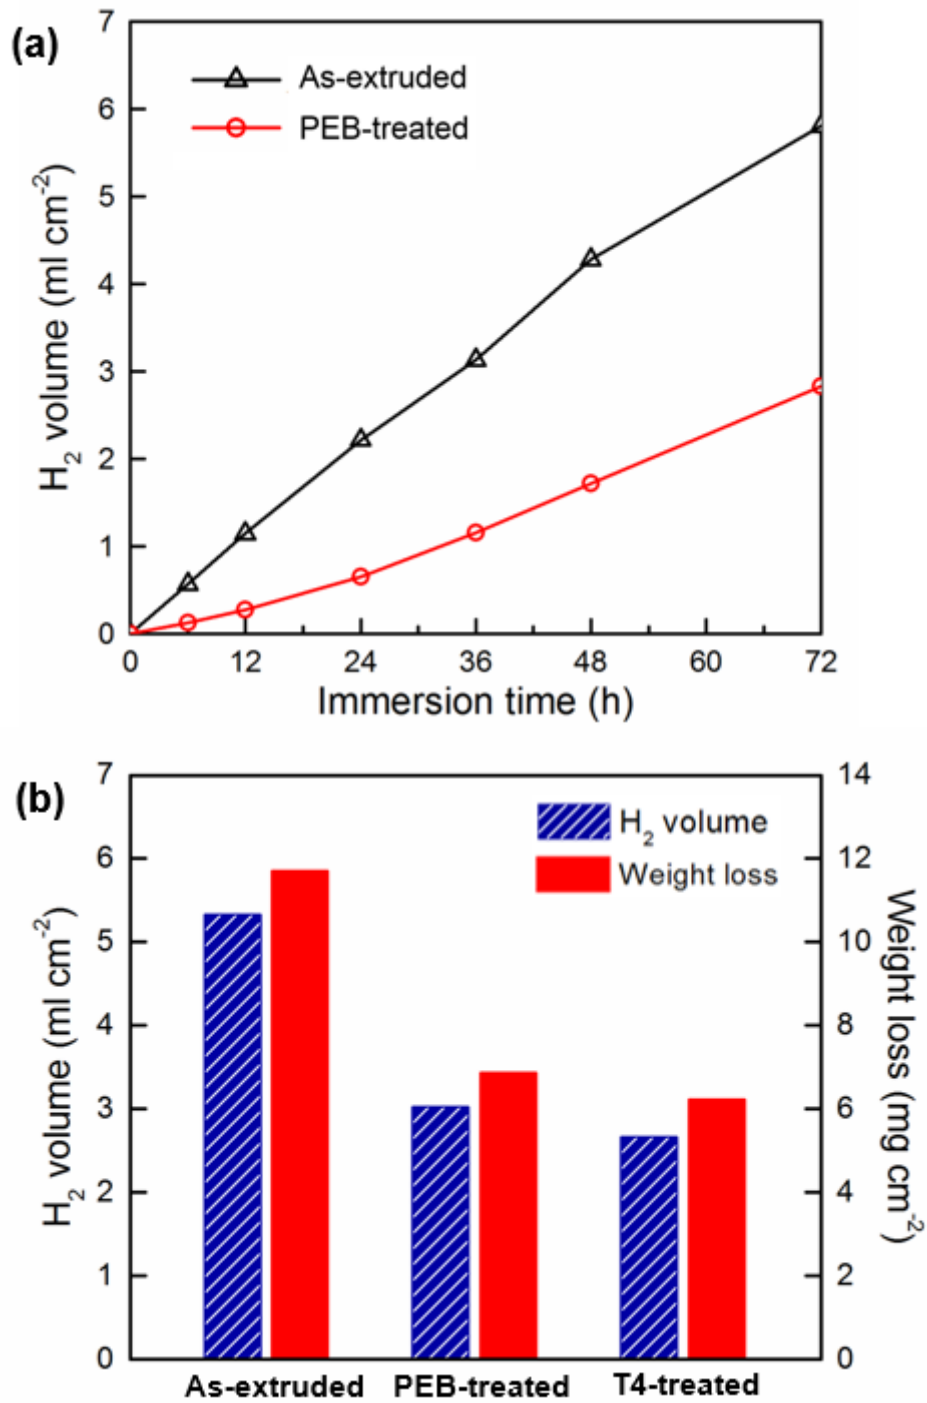 (a)
7
6
5
4
3
2
1
0
H2 volume (ml cm-2)
As-extruded
PEB-treated
0 12 24 36 48 60 72
Immersion time (h)
(b)
7
6
5
4
3
2
1
0
H2 volume (ml cm-2)
H2 volume
Weight loss
14
12
10
8
6
4
2
0
Weight loss (mg cm-2)
As-extruded PEB-treated T4-treated